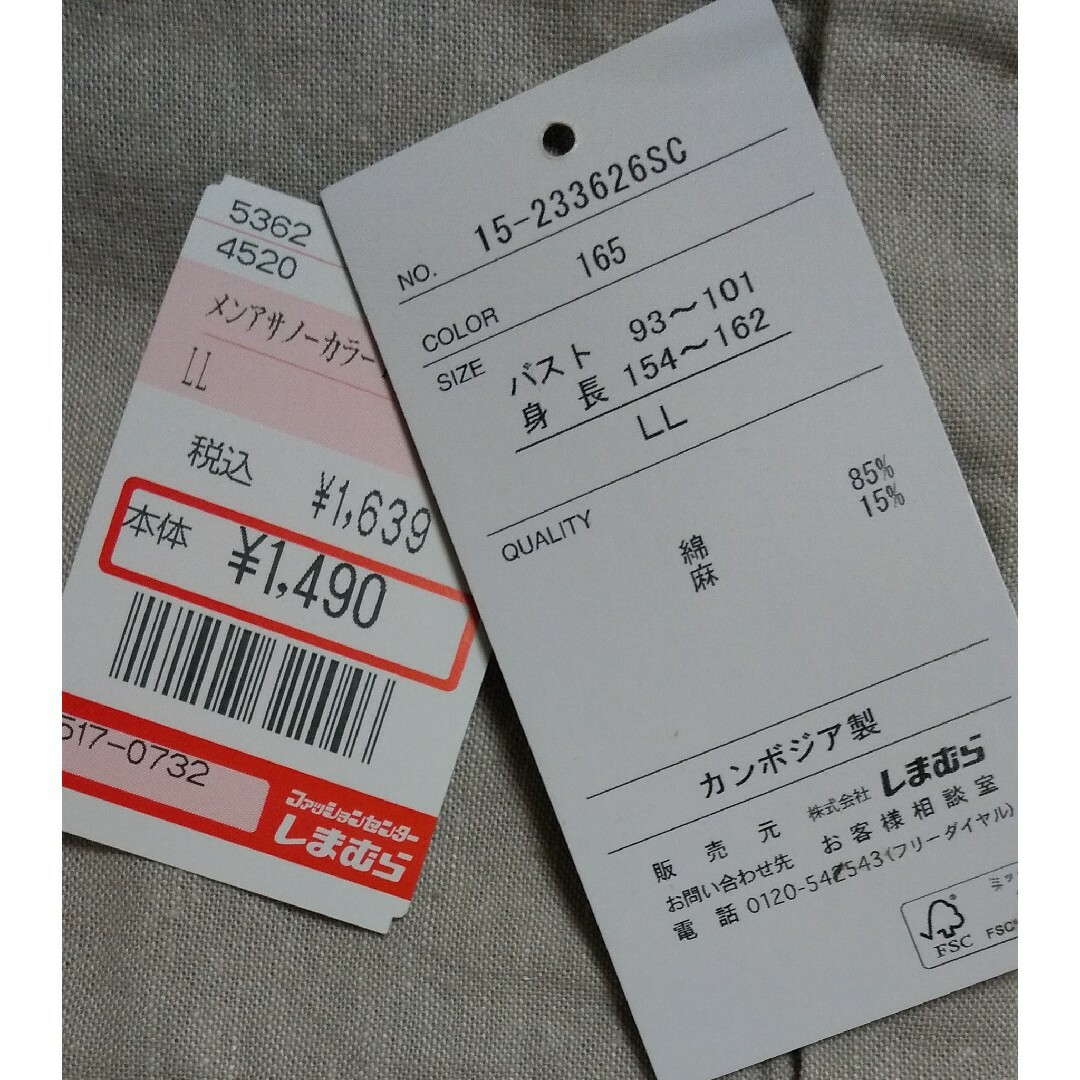 5362
4520
メンアサノーカラー
LL
税込 ¥1,639
本体 ¥1,490
517-0732
ファッションセンター
しまむら
NO. 15-233626SC
COLOR 165
SIZE バスト 93～101
身長 154～162
LL
QUALITY 綿 85%
麻 15%
カンボジア製
販売元 株式会社 しまむら
お問い合わせ先 お客様相談室
電話 0120-542543(フリーダイヤル)
ミッ
FSC FSC®